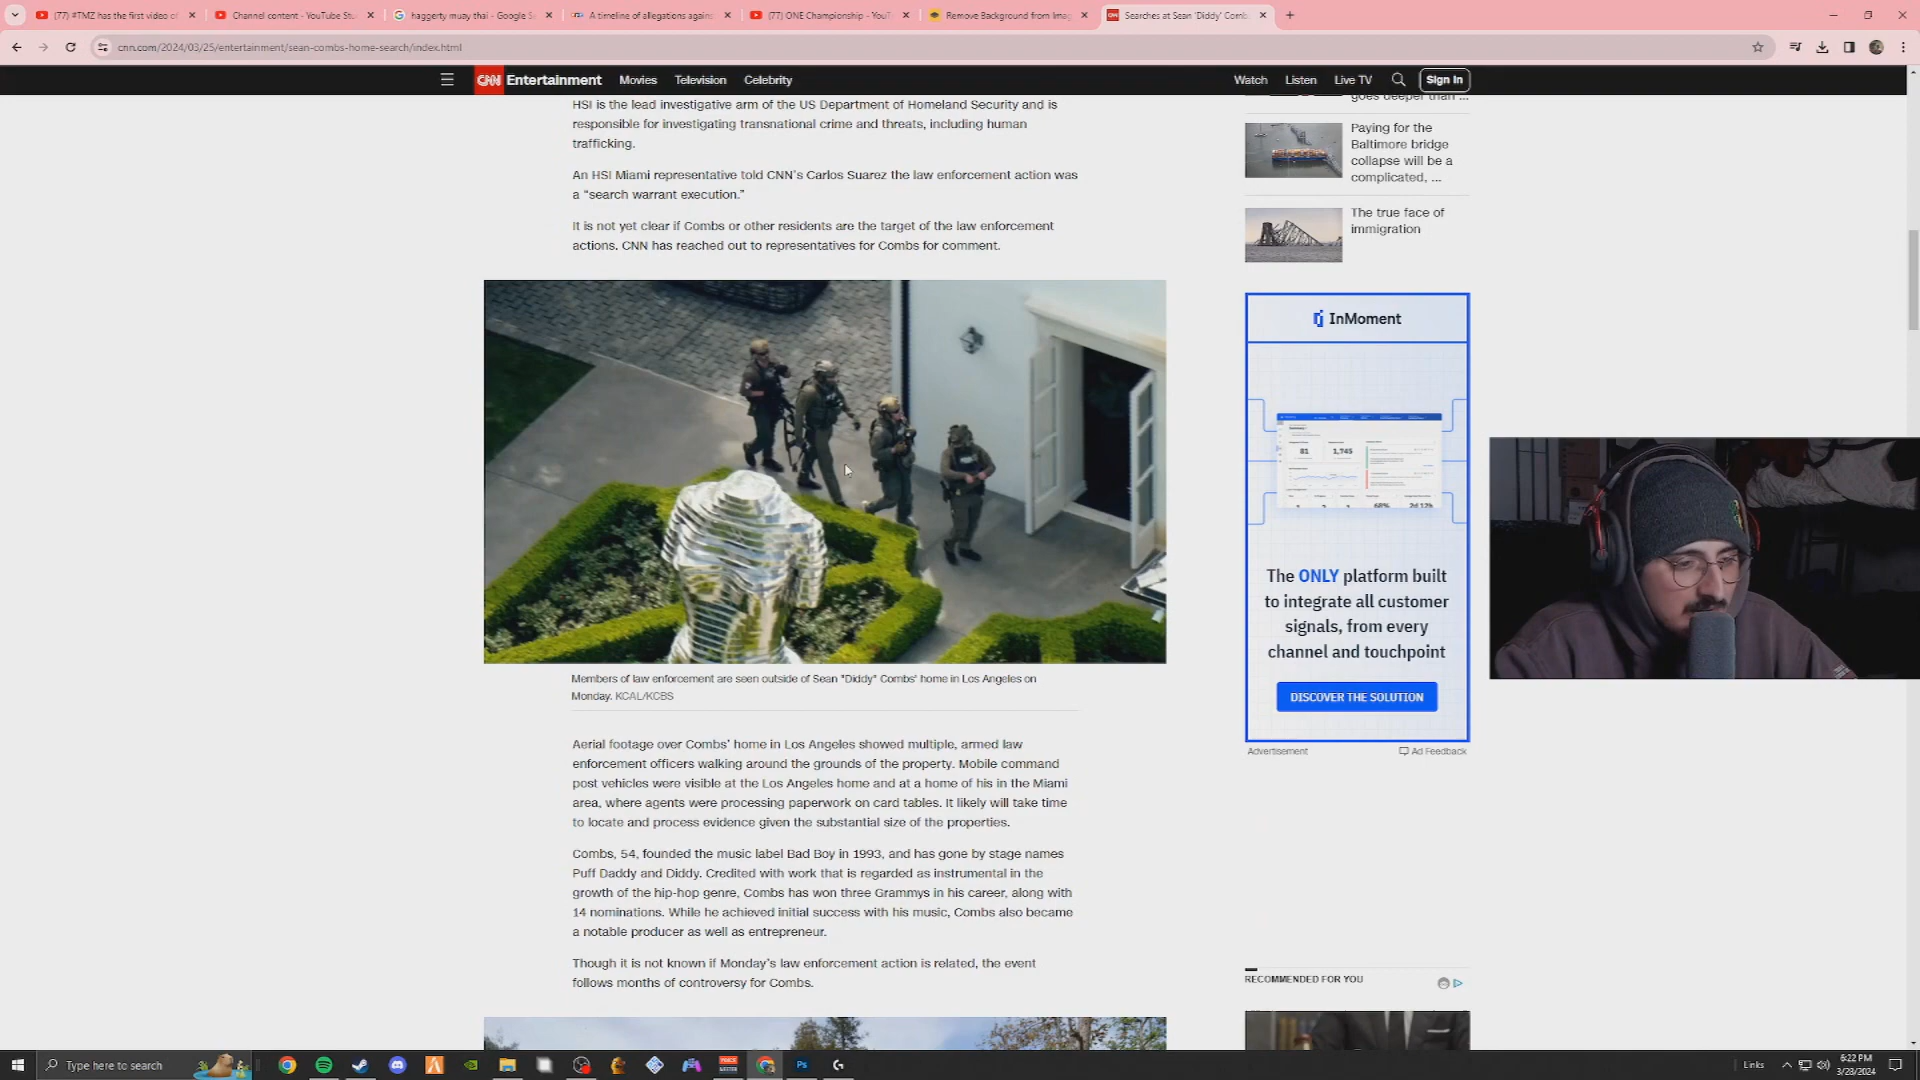 (77) #TMZ has the first video of
Channel content - YouTube Stu
haggerty muay thai - Google Se
A timeline of allegations agains
(77) ONE Championship - YouT
Remove Background from Imag
Searches at Sean 'Diddy' Comb
cnn.com/2024/03/25/entertainment/sean-combs-home-search/index.html
CNN Entertainment Movies Television Celebrity
Watch Listen Live TV Sign In
HSI is the lead investigative arm of the US Department of Homeland Security and is
responsible for investigating transnational crime and threats, including human
trafficking.
An HSI Miami representative told CNN's Carlos Suarez the law enforcement action was
a “search warrant execution.”
It is not yet clear if Combs or other residents are the target of the law enforcement
actions. CNN has reached out to representatives for Combs for comment.
Members of law enforcement are seen outside of Sean "Diddy" Combs' home in Los Angeles on
Monday. KCAL/KCBS
Aerial footage over Combs' home in Los Angeles showed multiple, armed law
enforcement officers walking around the grounds of the property. Mobile command
post vehicles were visible at the Los Angeles home and at a home of his in the Miami
area, where agents were processing paperwork on card tables. It likely will take time
to locate and process evidence given the substantial size of the properties.
Combs, 54, founded the music label Bad Boy in 1993, and has gone by stage names
Puff Daddy and Diddy. Credited with work that is regarded as instrumental in the
growth of the hip-hop genre, Combs has won three Grammys in his career, along with
14 nominations. While he achieved initial success with his music, Combs also became
a notable producer as well as entrepreneur.
Though it is not known if Monday's law enforcement action is related, the event
follows months of controversy for Combs.
goes deeper than ...
Paying for the
Baltimore bridge
collapse will be a
complicated, ...
The true face of
immigration
InMoment
81 1,745
68% 2d 12h
The ONLY platform built
to integrate all customer
signals, from every
channel and touchpoint
DISCOVER THE SOLUTION
Advertisement
Ad Feedback
RECOMMENDED FOR YOU
Type here to search
Ps
Links
6:22 PM
3/28/2024